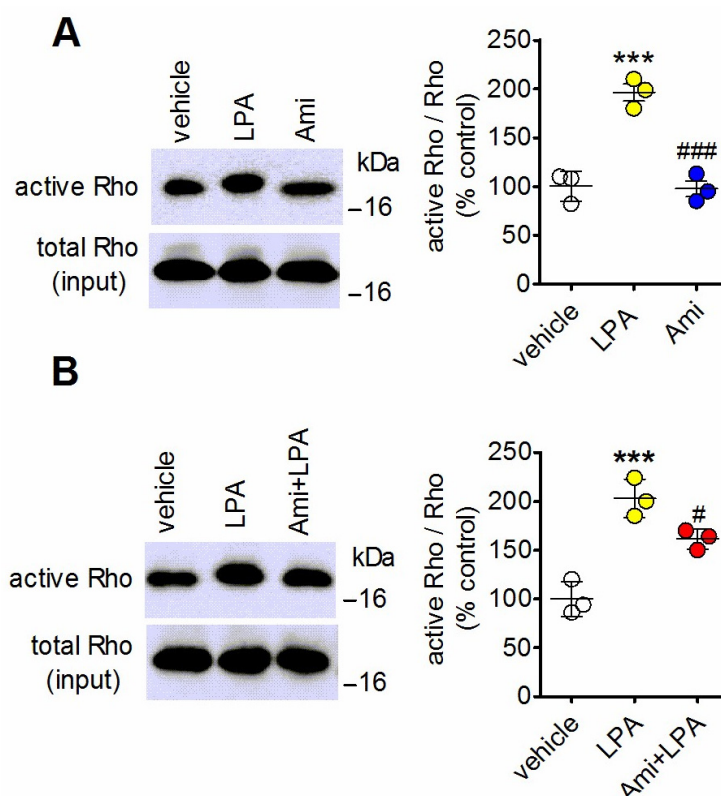 A
vehicle
LPA
Ami
kDa
active Rho
–16
total Rho
(input)
–16
active Rho / Rho
(% control)
250
200
150
100
50
0
***
###
vehicle
LPA
Ami
B
vehicle
LPA
Ami+LPA
kDa
active Rho
–16
total Rho
(input)
–16
active Rho / Rho
(% control)
250
200
150
100
50
0
***
#
vehicle
LPA
Ami+LPA